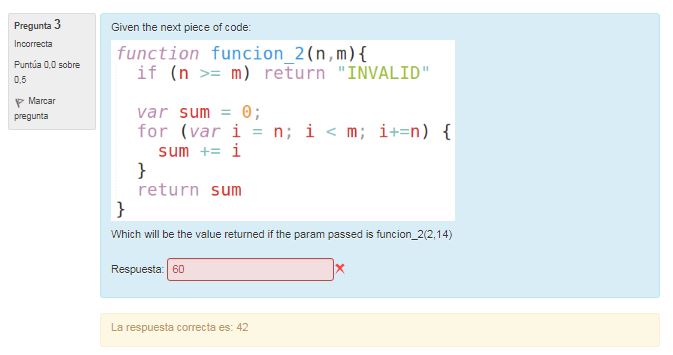 Pregunta 3
Incorrecta
Puntúa 0,0 sobre
0,5
Marcar
pregunta
Given the next piece of code:
function funcion_2(n,m){
if (n >= m) return "INVALID"
var sum = 0;
for (var i = n; i < m; i+=n) {
sum += i
}
return sum
}
Which will be the value returned if the param passed is funcion_2(2,14)
Respuesta: 60
La respuesta correcta es: 42